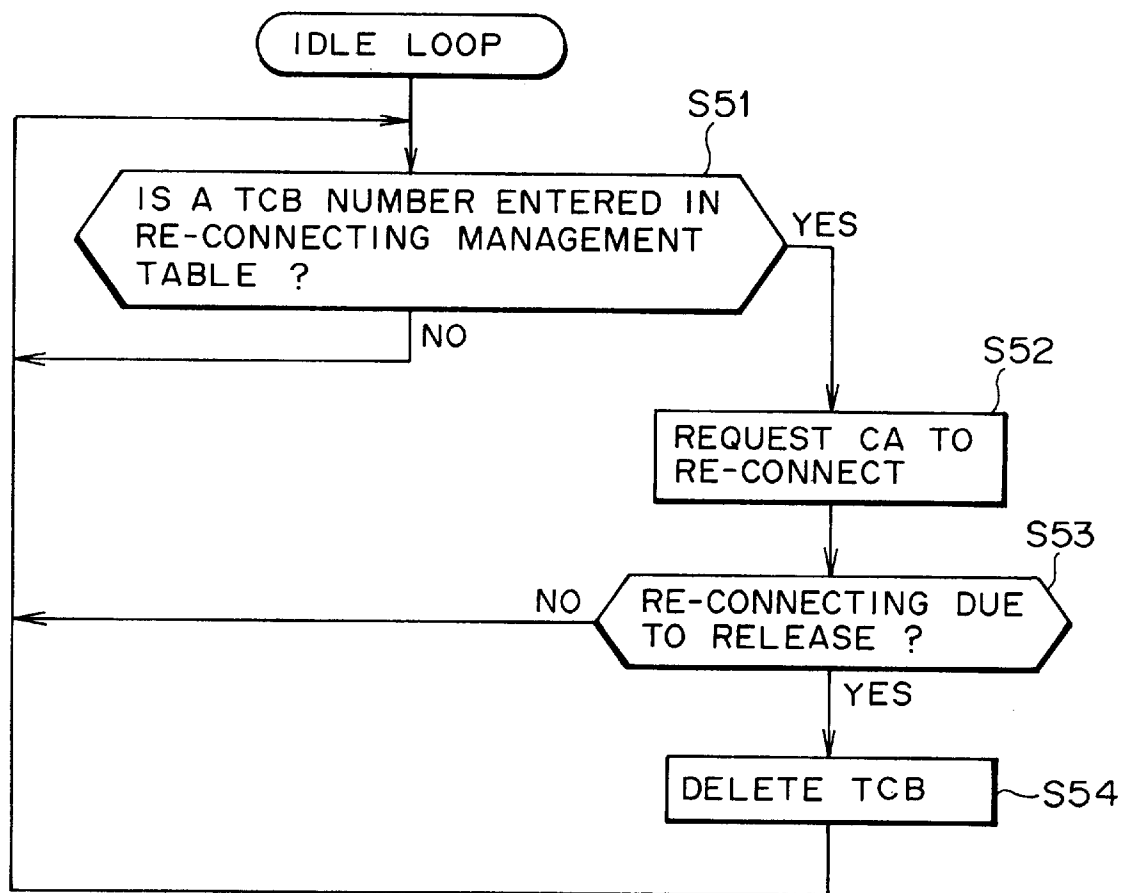 IDLE LOOP
S51
IS A TCB NUMBER ENTERED IN
RE-CONNECTING MANAGEMENT
TABLE ?
YES
NO
S52
REQUEST CA TO
RE-CONNECT
S53
NO
RE-CONNECTING DUE
TO RELEASE ?
YES
DELETE TCB
S54